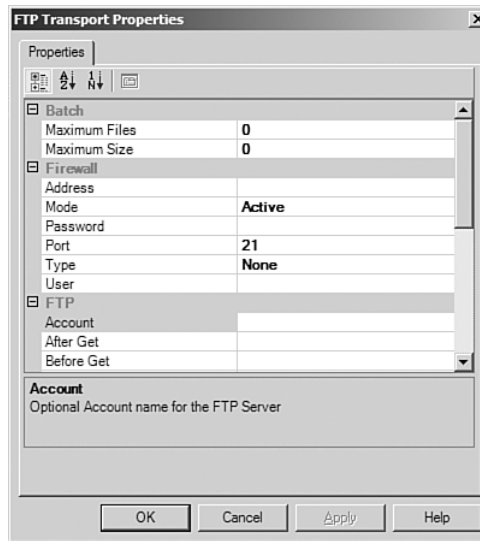 FTP Transport Properties
Properties
Batch
Maximum Files 0
Maximum Size 0
Firewall
Address
Mode Active
Password
Port 21
Type None
User
FTP
Account
After Get
Before Get
Account
Optional Account name for the FTP Server
OK Cancel Apply Help